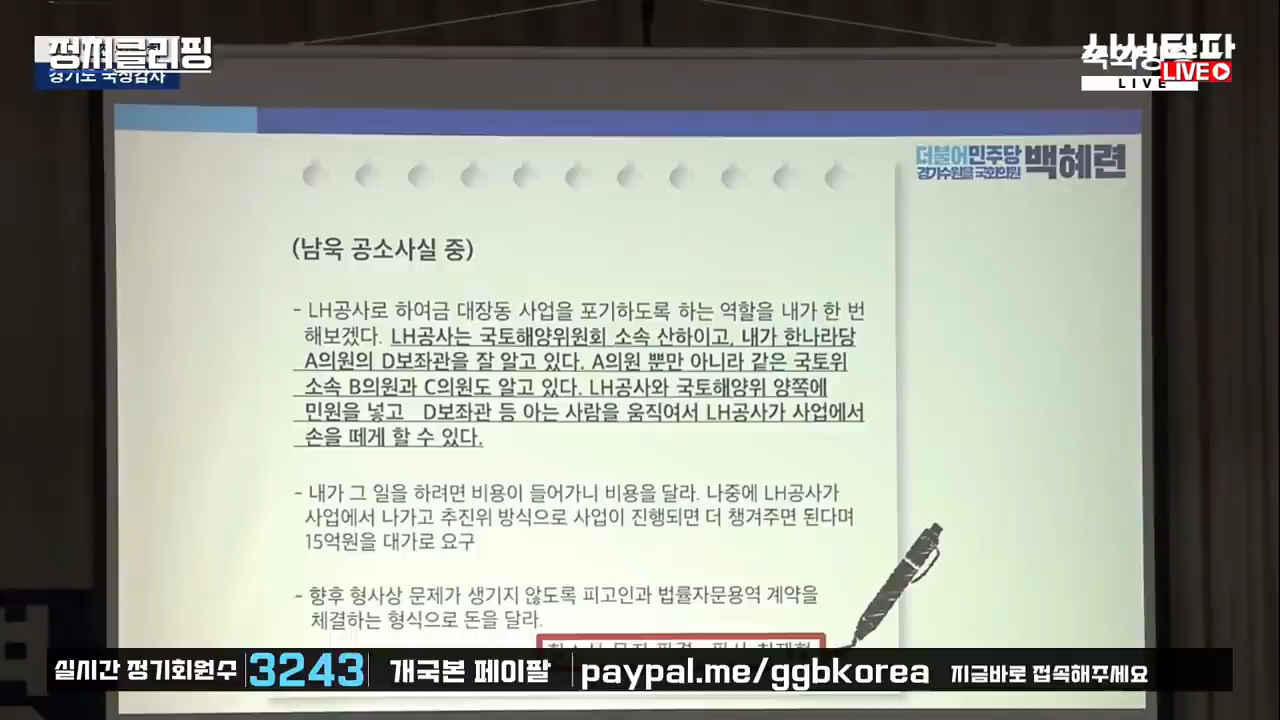 정치클리핑
경기도 국정감사
LIVE
LIVE
더불어민주당
경기수원을 국회의원 백혜련
(남욱 공소사실 중)
- LH공사로 하여금 대장동 사업을 포기하도록 하는 역할을 내가 한 번
해보겠다. LH공사는 국토해양위원회 소속 산하이고, 내가 한나라당
A의원의 D보좌관을 잘 알고 있다. A의원 뿐만 아니라 같은 국토위
소속 B의원과 C의원도 알고 있다. LH공사와 국토해양위 양쪽에
민원을 넣고 D보좌관 등 아는 사람을 움직여서 LH공사가 사업에서
손을 떼게 할 수 있다.
- 내가 그 일을 하려면 비용이 들어가니 비용을 달라. 나중에 LH공사가
사업에서 나가고 추진위 방식으로 사업이 진행되면 더 챙겨주면 된다며
15억원을 대가로 요구
- 향후 형사상 문제가 생기지 않도록 피고인과 법률자문용역 계약을
체결하는 형식으로 돈을 달라.
실시간 정기회원수 3243 개국본 페이팔 paypal.me/ggbkorea 지금바로 접속해주세요